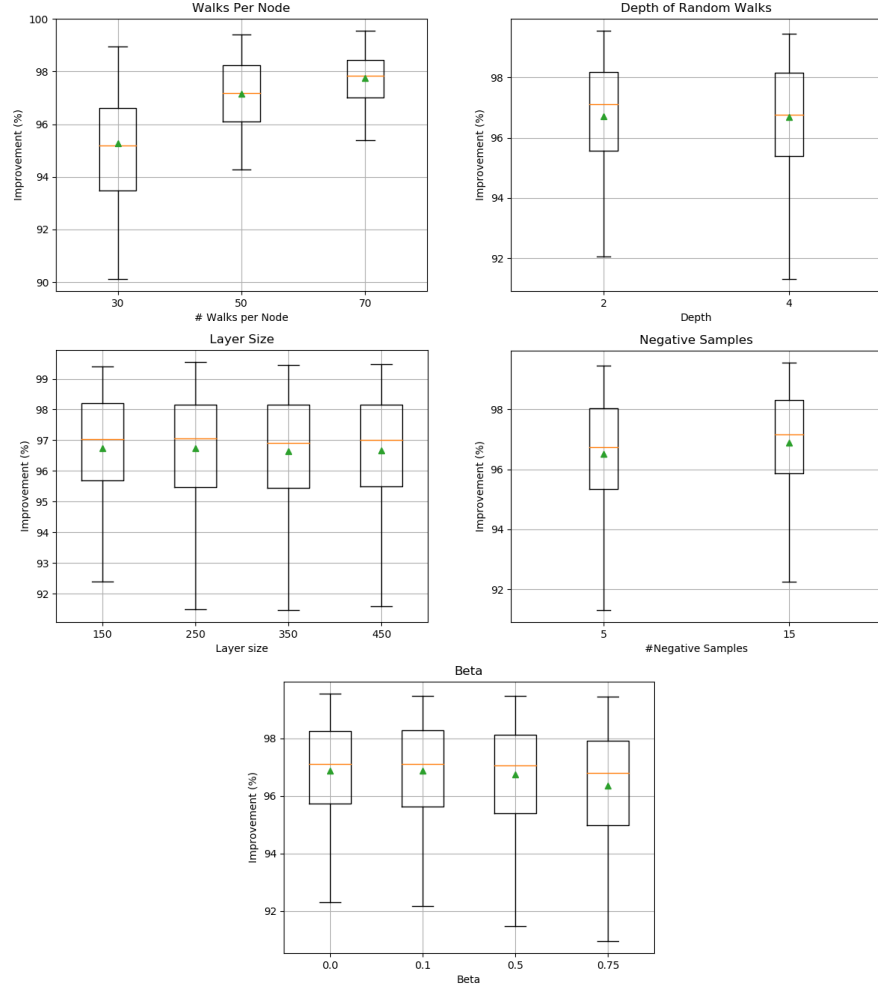 Walks Per Node
100
98
96
94
92
90
Improvement (%)
30 50 70
# Walks per Node
Depth of Random Walks
98
96
94
92
Improvement (%)
2 4
Depth
Layer Size
99
98
97
96
95
94
93
92
Improvement (%)
150 250 350 450
Layer size
Negative Samples
98
96
94
92
Improvement (%)
5 15
#Negative Samples
Beta
98
96
94
92
Improvement (%)
0.0 0.1 0.5 0.75
Beta